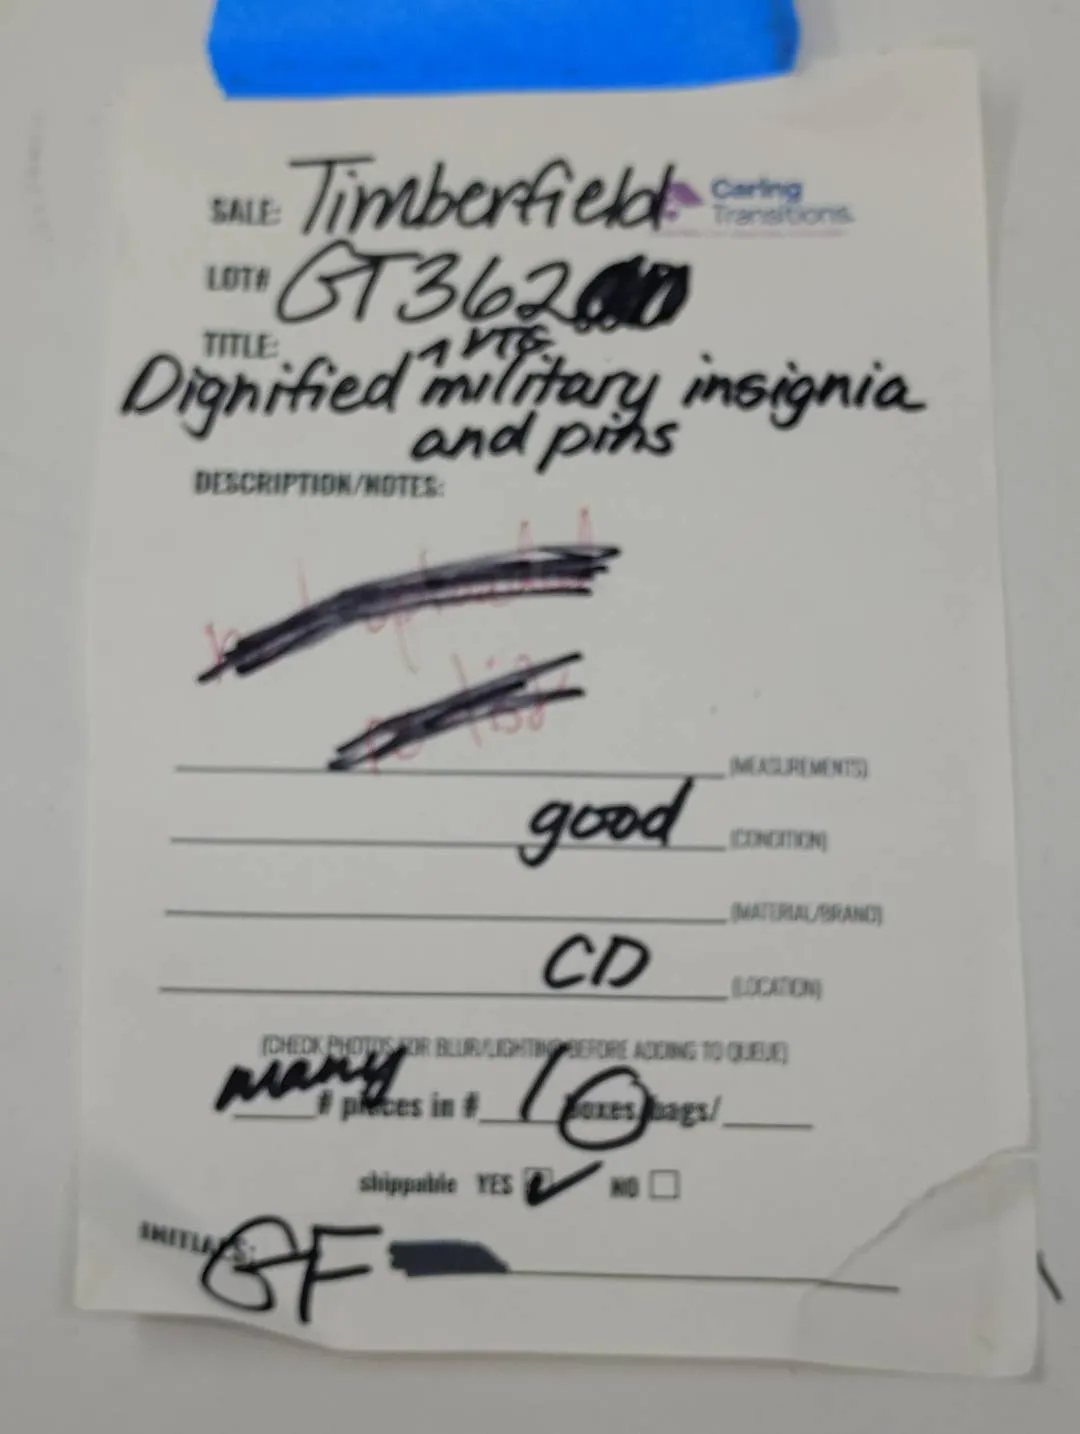 SALE: Timberfield Caring Transitions
LOT# GT362
TITLE: ^ VTG
Dignified military insignia
and pins
DESCRIPTION/NOTES:
(MEASUREMENTS)
good (CONDITION)
(MATERIAL/BRAND)
CD (LOCATION)
(CHECK PHOTOS FOR BLUR/LIGHTING BEFORE ADDING TO QUEUE)
many # pieces in # 1 boxes/bags/
shippable YES ✓ NO
INITIALS: GF